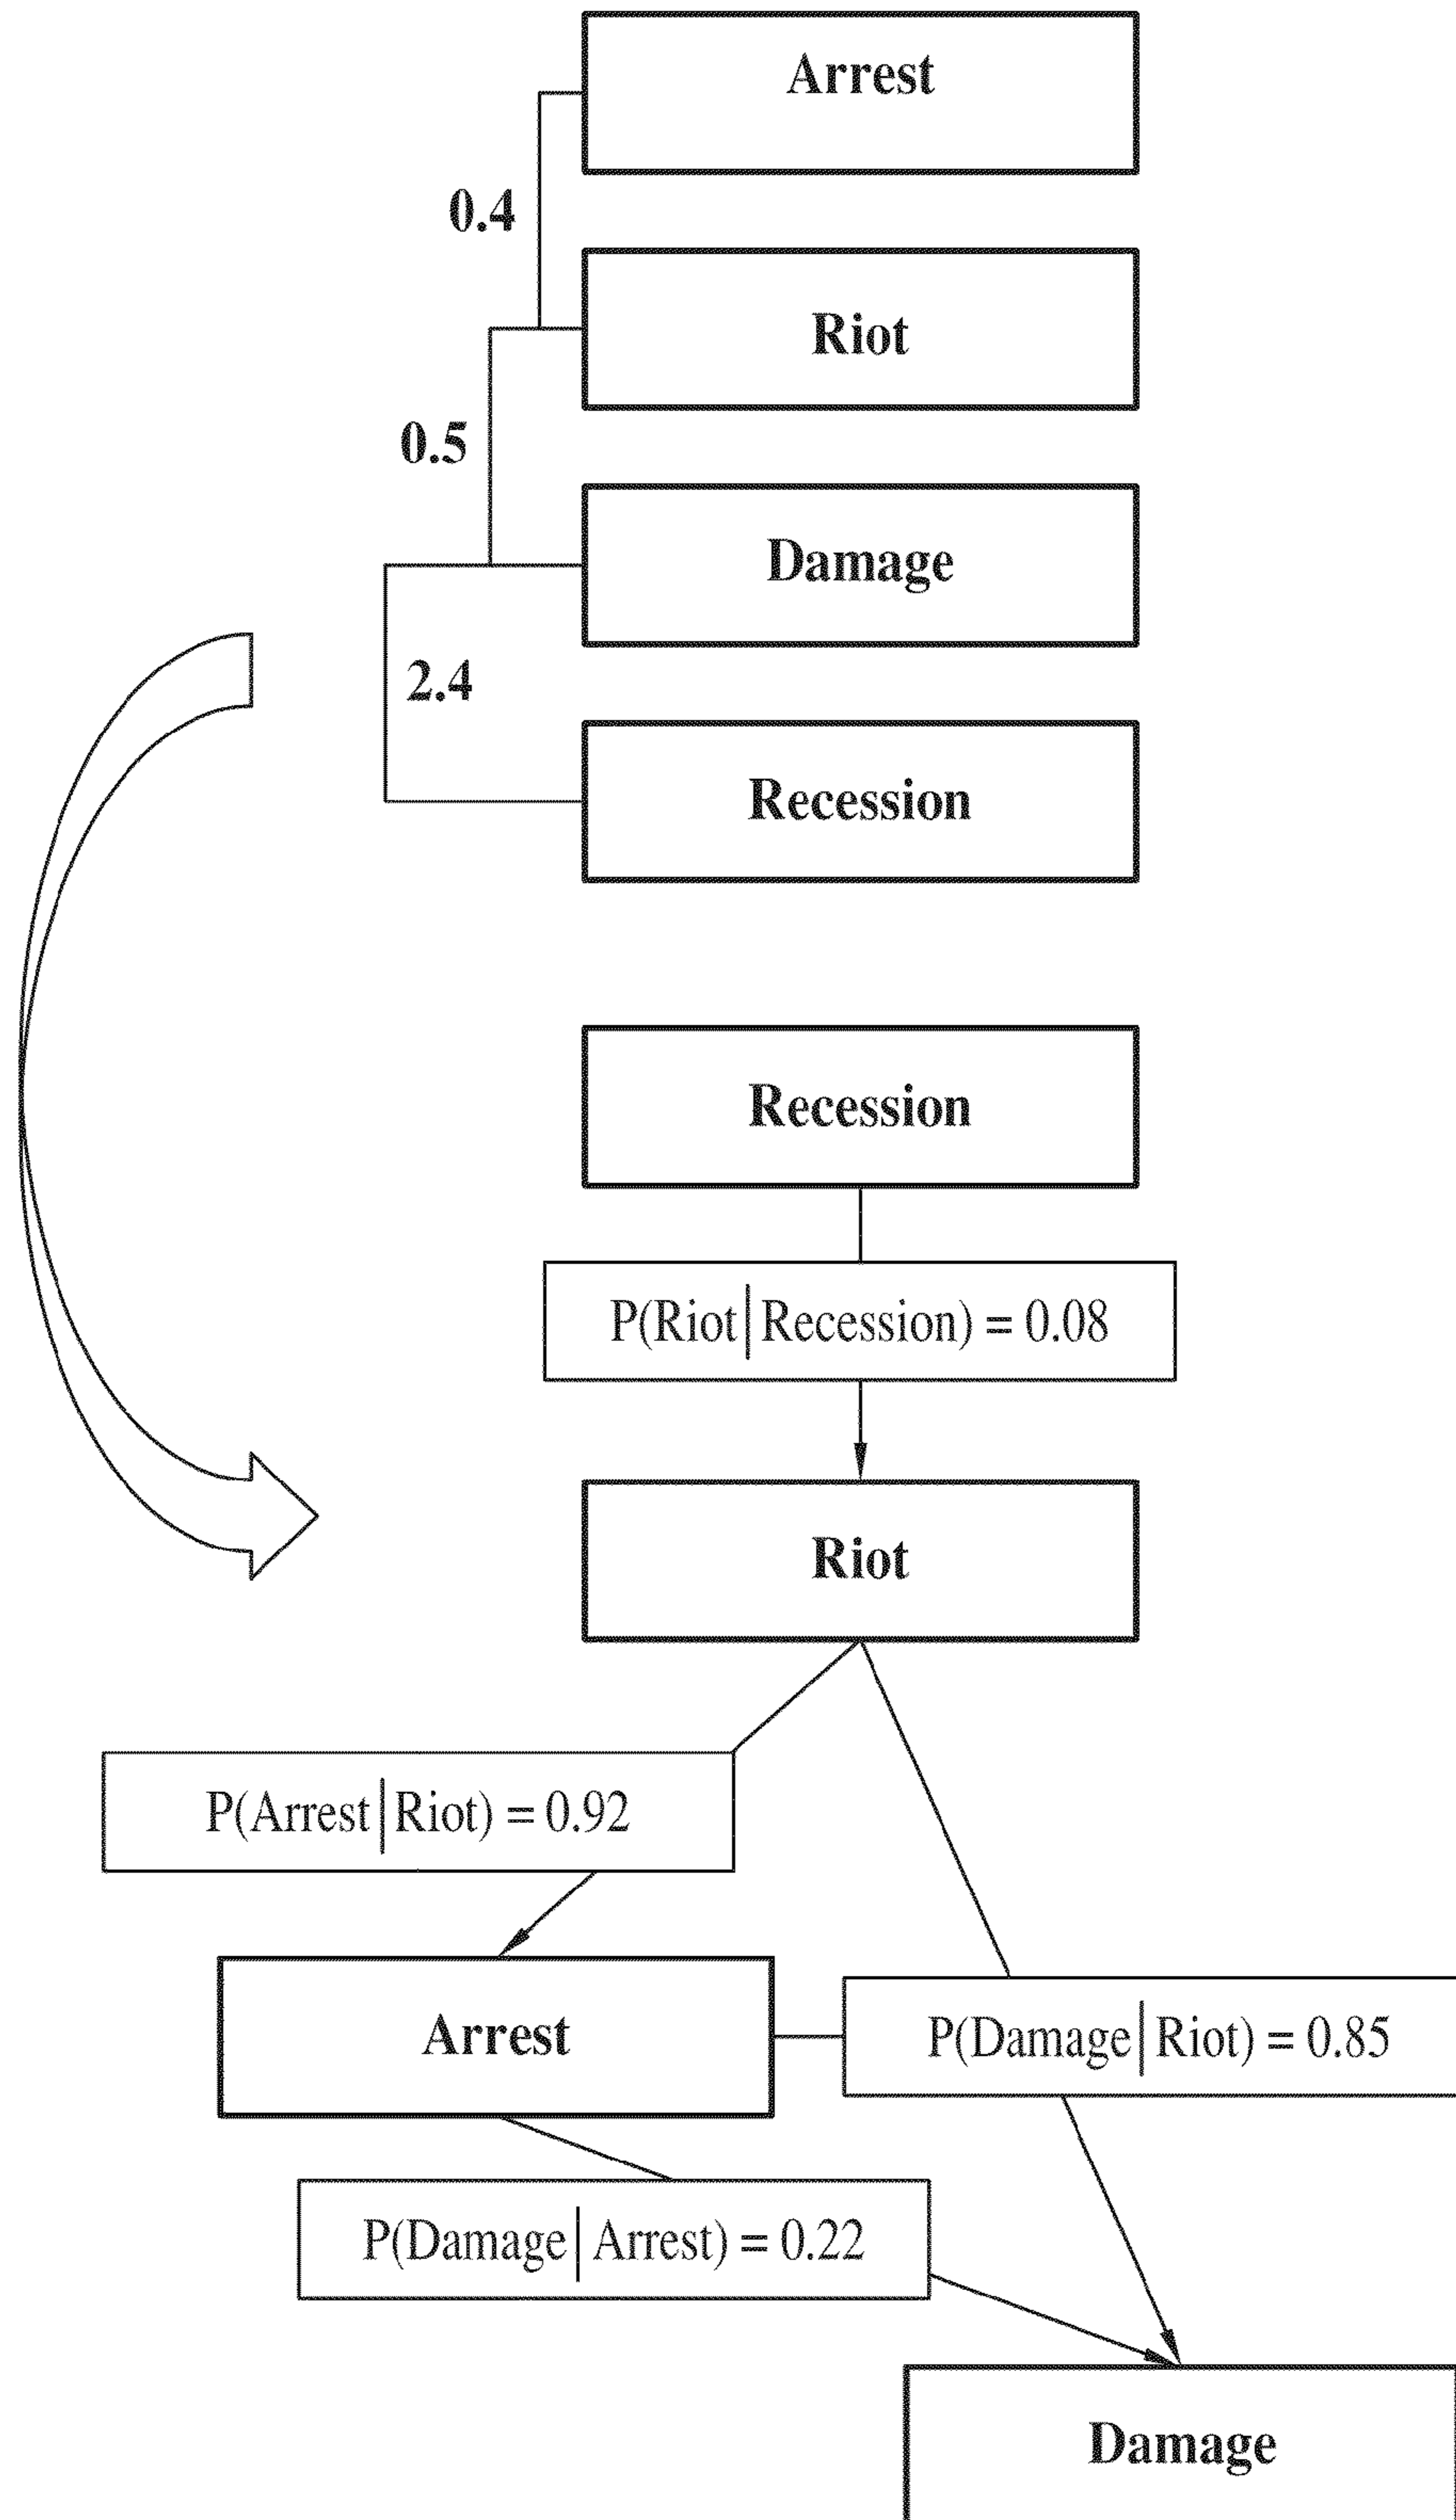 Arrest
0.4
Riot
0.5
Damage
2.4
Recession
Recession
P(Riot|Recession) = 0.08
Riot
P(Arrest|Riot) = 0.92
Arrest
P(Damage|Riot) = 0.85
P(Damage|Arrest) = 0.22
Damage